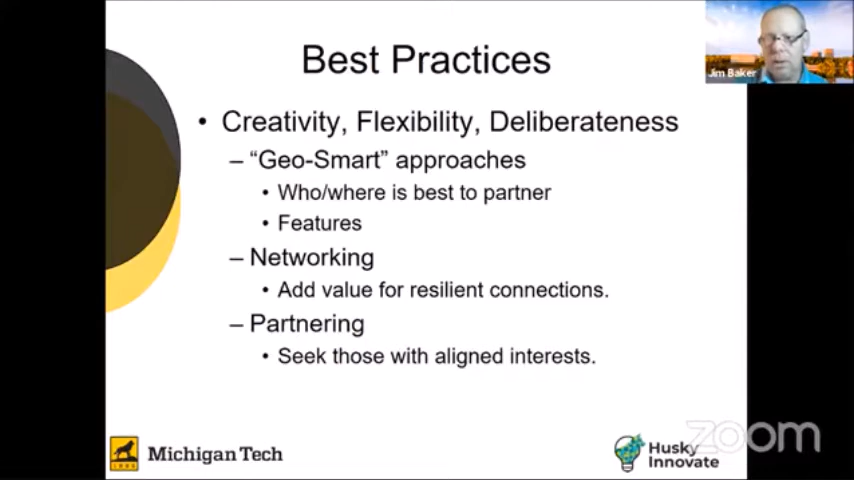 Best Practices
Jim Baker
• Creativity, Flexibility, Deliberateness
– “Geo-Smart” approaches
• Who/where is best to partner
• Features
– Networking
• Add value for resilient connections.
– Partnering
• Seek those with aligned interests.
Michigan Tech
Husky
Innovate
zoom